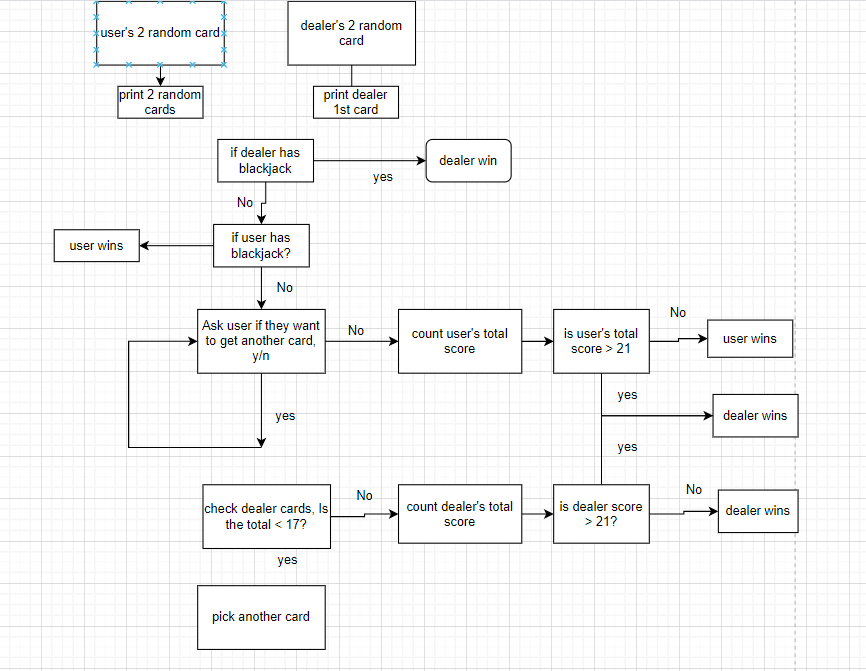 user's 2 random card
dealer's 2 random
card
print 2 random
cards
print dealer
1st card
if dealer has
blackjack
yes
dealer win
No
user wins
if user has
blackjack?
No
Ask user if they want
to get another card,
y/n
No
count user's total
score
is user's total
score > 21
No
user wins
yes
yes
dealer wins
yes
check dealer cards, Is
the total < 17?
No
count dealer's total
score
is dealer score
> 21?
No
dealer wins
yes
pick another card